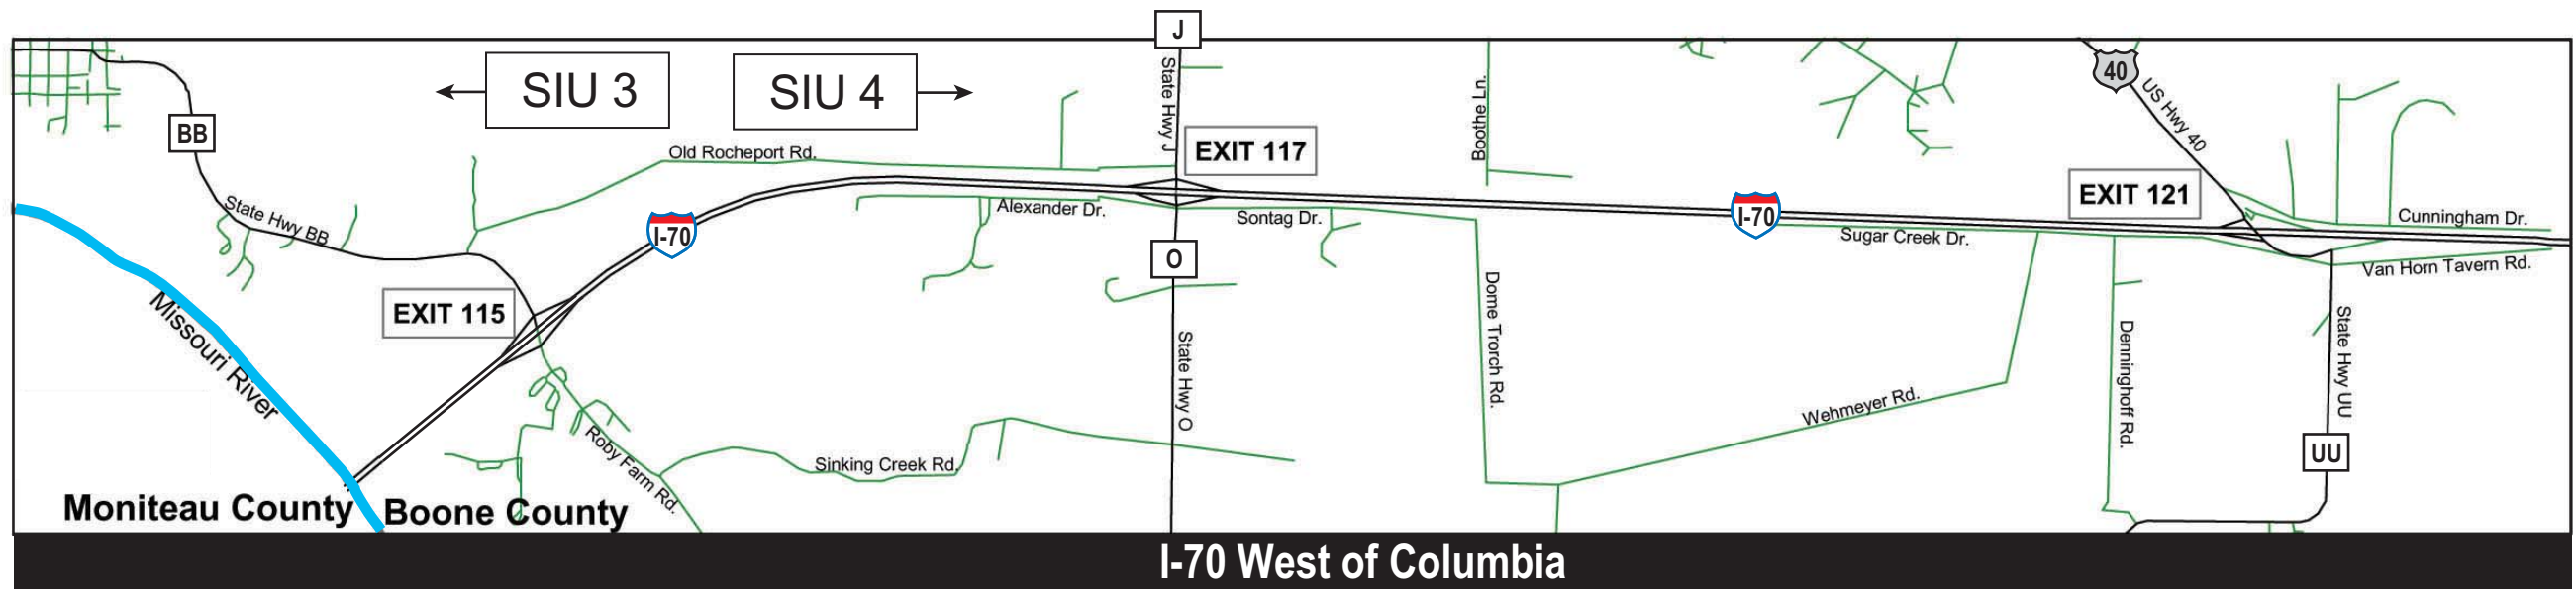 J
SIU 3
SIU 4
40
BB
State Hwy J
EXIT 117
Boothe Ln.
US Hwy 40
Old Rocheport Rd.
EXIT 121
State Hwy BB
I-70
I-70
Alexander Dr.
Sontag Dr.
Sugar Creek Dr.
Cunningham Dr.
Van Horn Tavern Rd.
O
EXIT 115
Missouri River
Dome Trorch Rd.
Denninghoff Rd.
State Hwy UU
State Hwy O
Wehmeyer Rd.
UU
Roby Farm Rd.
Sinking Creek Rd.
Moniteau County
Boone County
I-70 West of Columbia